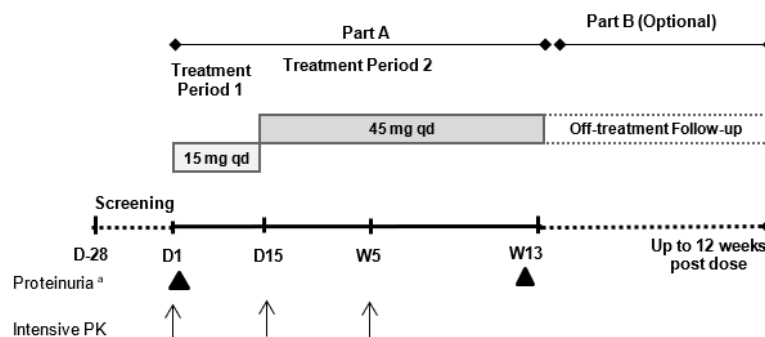 Part A
Part B (Optional)
Treatment
Period 1
Treatment Period 2
45 mg qd
Off-treatment Follow-up
15 mg qd
Screening
D-28
D1
D15
W5
W13
Up to 12 weeks
post dose
Proteinuria a
Intensive PK